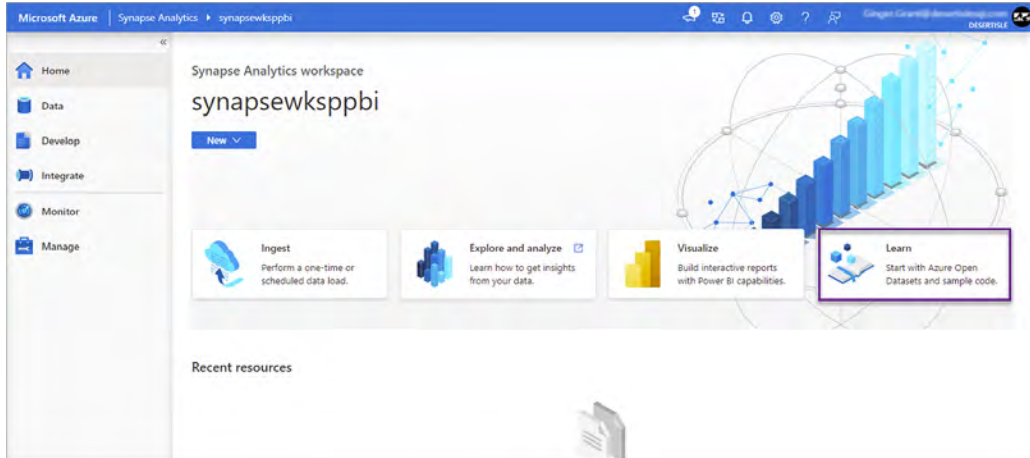 Microsoft Azure
Synapse Analytics
synapsewksppbi
1
?
DESERTISLE
«
Home
Data
Develop
Integrate
Monitor
Manage
Synapse Analytics workspace
synapsewksppbi
New
Ingest
Perform a one-time or
scheduled data load.
Explore and analyze
Learn how to get insights
from your data.
Visualize
Build interactive reports
with Power BI capabilities.
Learn
Start with Azure Open
Datasets and sample code.
Recent resources